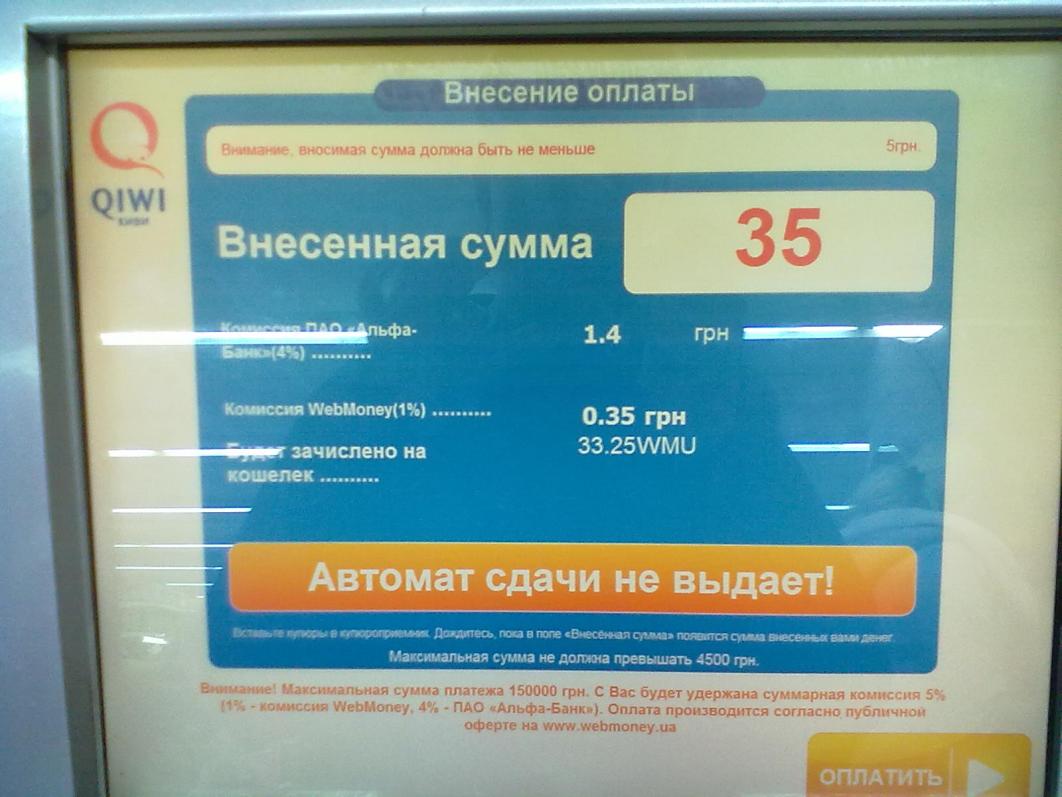 Внесение оплаты
Внимание, вносимая сумма должна быть не меньше 5грн.
QIWI
КИВИ
Внесенная сумма 35
Комиссия ПАО «Альфа-
Банк»(4%) .......... 1.4 грн
Комиссия WebMoney(1%) .......... 0.35 грн
Будет зачислено на 33.25WMU
кошелек ..........
Автомат сдачи не выдает!
Вставьте купюры в купюроприемник. Дождитесь, пока в поле «Внесённая сумма» появится сумма внесенных вами денег.
Максимальная сумма не должна превышать 4500 грн.
Внимание! Максимальная сумма платежа 150000 грн. С Вас будет удержана суммарная комиссия 5%
(1% - комиссия WebMoney, 4% - ПАО «Альфа-Банк»). Оплата производится согласно публичной
оферте на www.webmoney.ua
ОПЛАТИТЬ